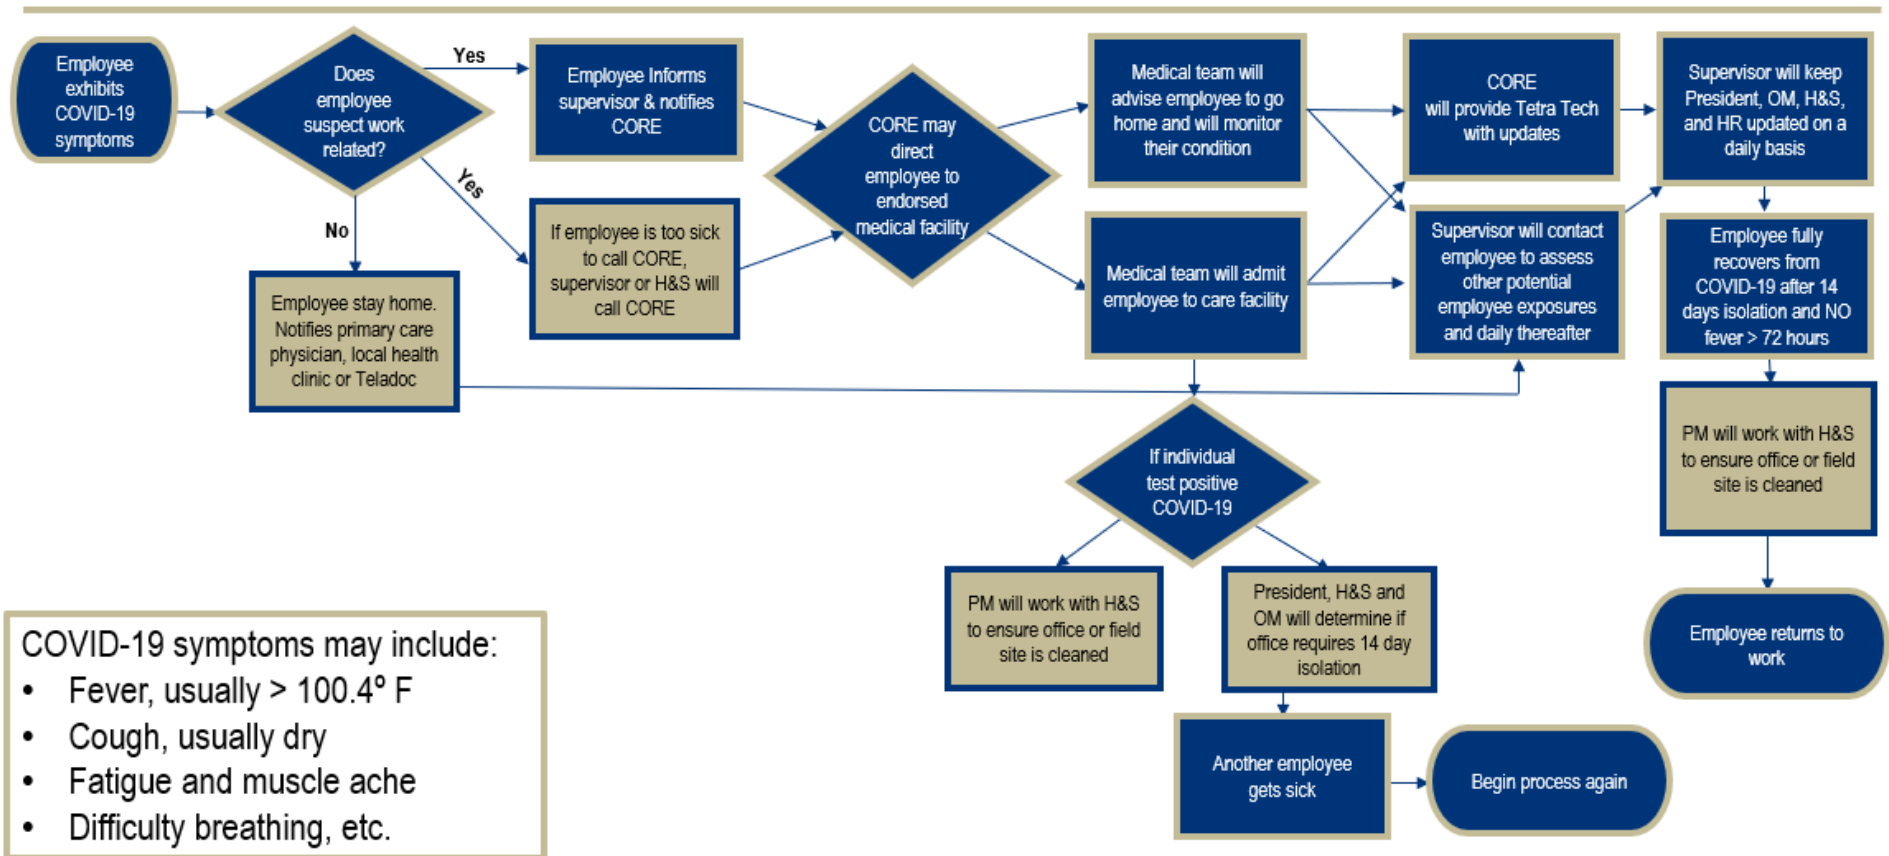 Employee
exhibits
COVID-19
symptoms
Does
employee
suspect work
related?
Yes
Yes
No
Employee Informs
supervisor & notifies
CORE
If employee is too sick
to call CORE,
supervisor or H&S will
call CORE
Employee stay home.
Notifies primary care
physician, local health
clinic or Teladoc
CORE may
direct
employee to
endorsed
medical facility
Medical team will
advise employee to go
home and will monitor
their condition
Medical team will admit
employee to care facility
CORE
will provide Tetra Tech
with updates
Supervisor will contact
employee to assess
other potential
employee exposures
and daily thereafter
Supervisor will keep
President, OM, H&S,
and HR updated on a
daily basis
Employee fully
recovers from
COVID-19 after 14
days isolation and NO
fever > 72 hours
PM will work with H&S
to ensure office or field
site is cleaned
Employee returns to
work
If individual
test positive
COVID-19
PM will work with H&S
to ensure office or field
site is cleaned
President, H&S and
OM will determine if
office requires 14 day
isolation
Another employee
gets sick
Begin process again
COVID-19 symptoms may include:
• Fever, usually > 100.4º F
• Cough, usually dry
• Fatigue and muscle ache
• Difficulty breathing, etc.